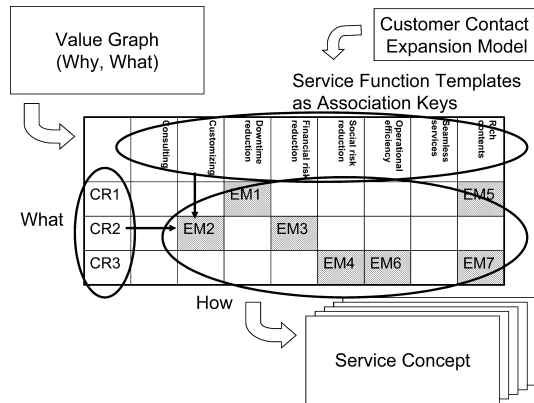 Value Graph
(Why, What)
Customer Contact
Expansion Model
Service Function Templates
as Association Keys
Consulting
Customizing
Downtime
reduction
Financial risk
reduction
Social risk
reduction
Operational
efficiency
Seamless
services
Rich
contents
What
CR1
EM1
EM5
CR2
EM2
EM3
CR3
EM4
EM6
EM7
How
Service Concept